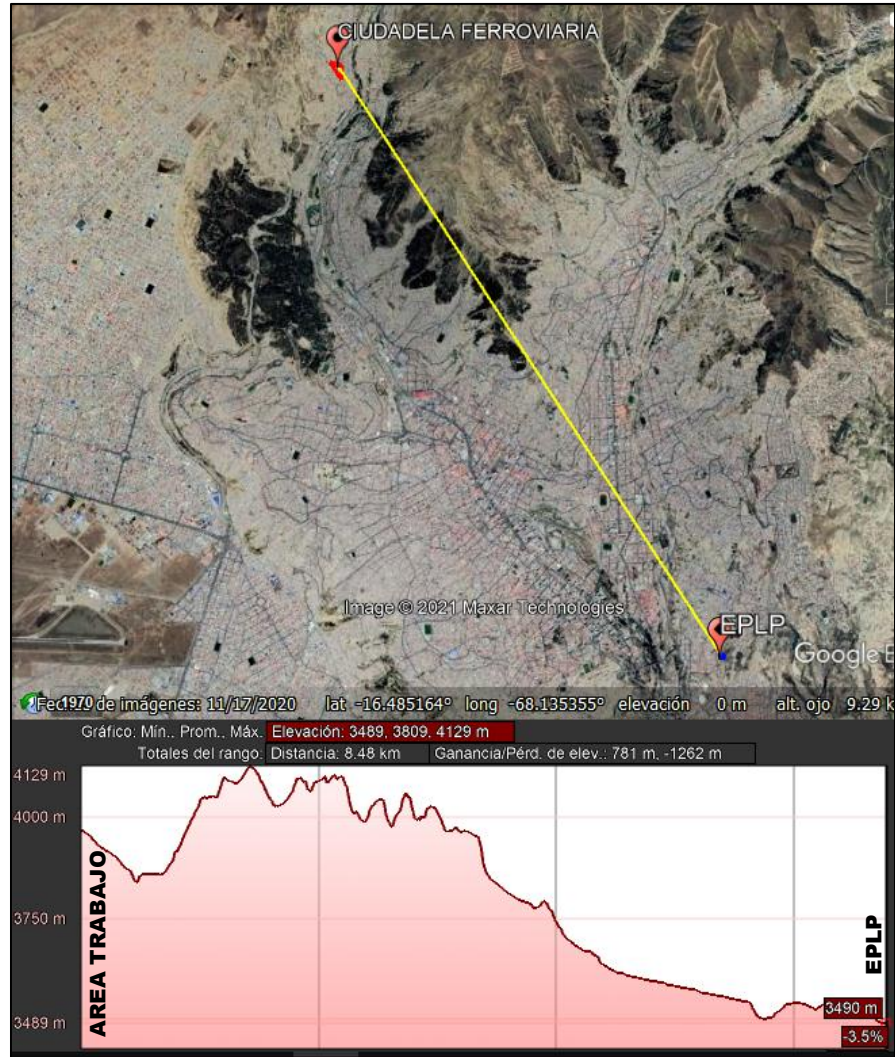 CIUDADELA FERROVIARIA
Image © 2021 Maxar Technologies
EPLP
Google E
1970
Fechas de imágenes: 11/17/2020 lat -16.485164° long -68.135355° elevación 0 m alt. ojo 9.29 k
Gráfico: Mín., Prom., Máx. Elevación: 3489, 3809, 4129 m
Totales del rango: Distancia: 8.48 km Ganancia/Pérd. de elev.: 781 m, -1262 m
4129 m
4000 m
3750 m
3489 m
AREA TRABAJO
EPLP
3490 m
-3.5%